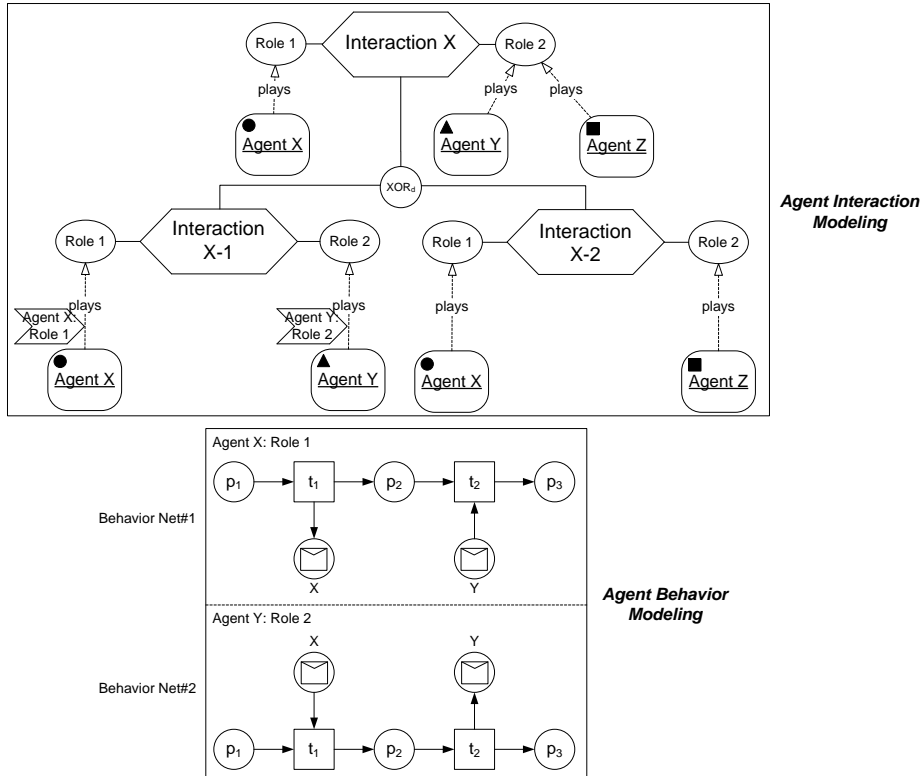 Role 1
Interaction X
Role 2
plays
plays
plays
Agent X
Agent Y
Agent Z
XORd
Agent Interaction
Modeling
Role 1
Interaction
X-1
Role 2
Role 1
Interaction
X-2
Role 2
plays
plays
plays
plays
Agent X:
Role 1
Agent Y:
Role 2
Agent X
Agent Y
Agent X
Agent Z
Agent X: Role 1
p1
t1
p2
t2
p3
Behavior Net#1
X
Y
Agent Behavior
Modeling
Agent Y: Role 2
X
Y
Behavior Net#2
p1
t1
p2
t2
p3